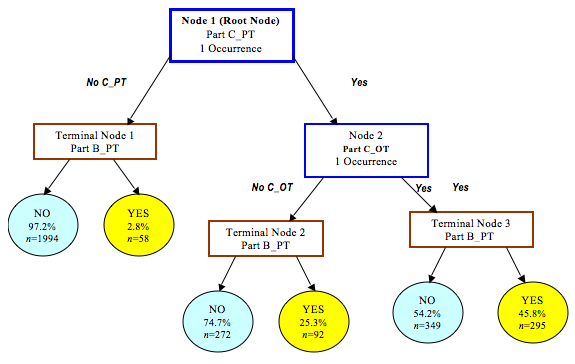 Node 1 (Root Node)
Part C_PT
1 Occurrence
No C_PT
Yes
Terminal Node 1
Part B_PT
Node 2
Part C_OT
1 Occurrence
NO
97.2%
n=1994
YES
2.8%
n=58
No C_OT
Yes
Yes
Terminal Node 2
Part B_PT
Terminal Node 3
Part B_PT
NO
74.7%
n=272
YES
25.3%
n=92
NO
54.2%
n=349
YES
45.8%
n=295